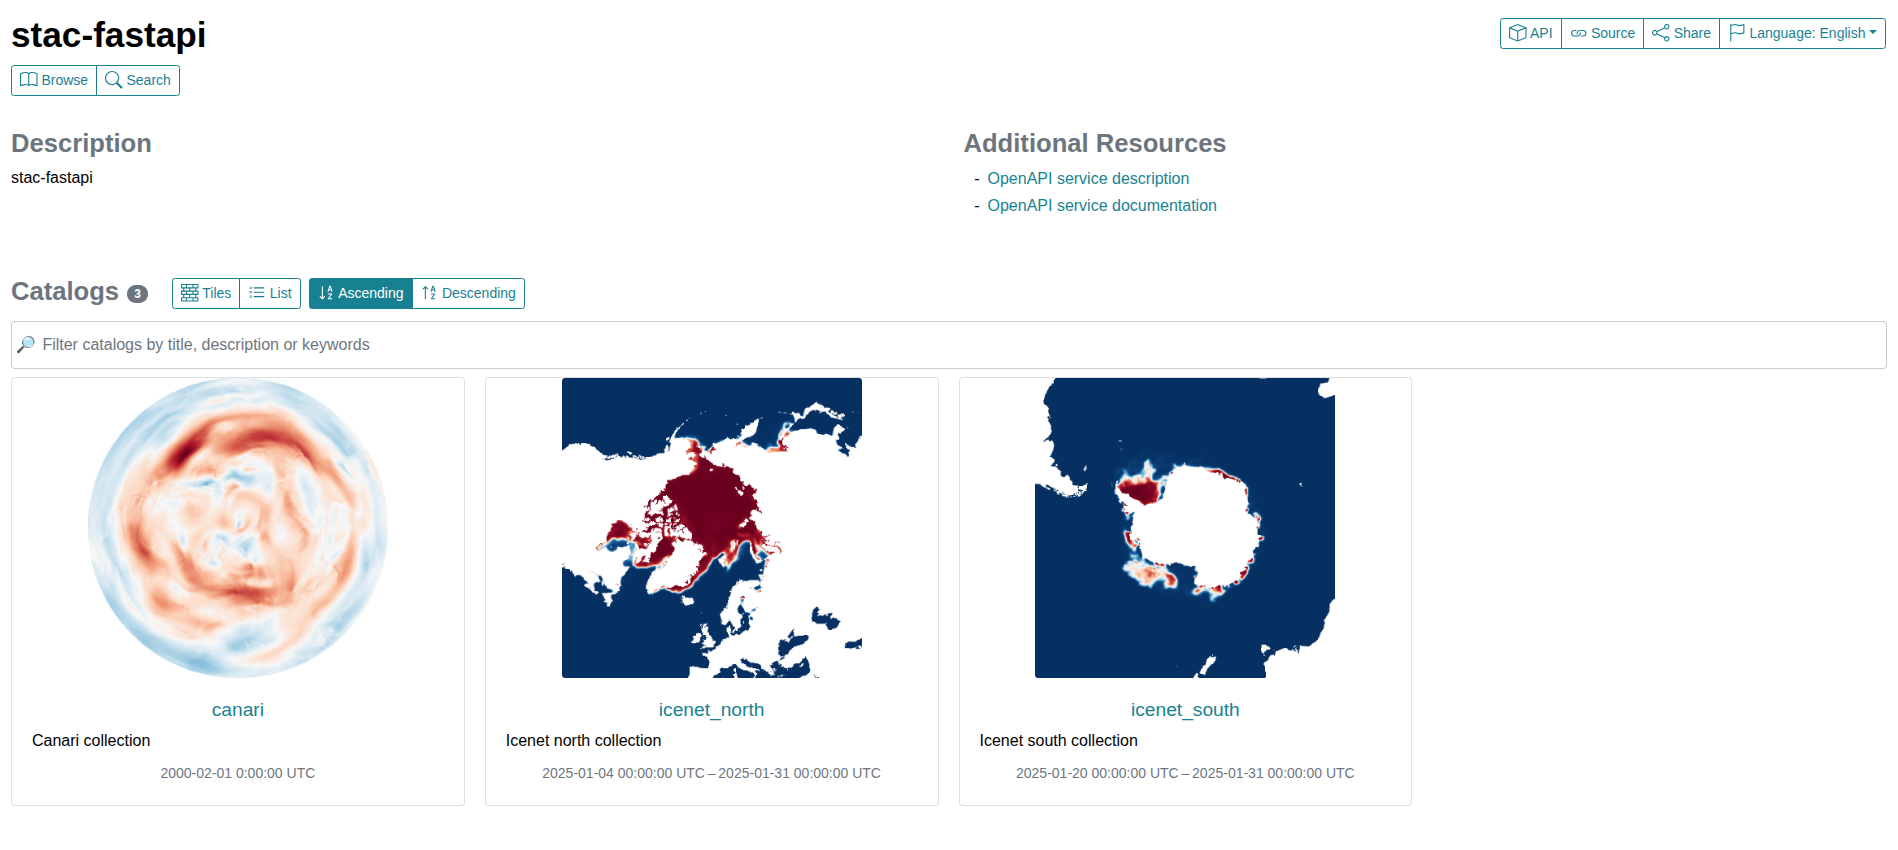 stac-fastapi
API Source Share Language: English
Browse Search
Description
stac-fastapi
Additional Resources
- OpenAPI service description
- OpenAPI service documentation
Catalogs 3 Tiles List Ascending Descending
Filter catalogs by title, description or keywords
canari
Canari collection
2000-02-01 0:00:00 UTC
icenet_north
Icenet north collection
2025-01-04 00:00:00 UTC – 2025-01-31 00:00:00 UTC
icenet_south
Icenet south collection
2025-01-20 00:00:00 UTC – 2025-01-31 00:00:00 UTC